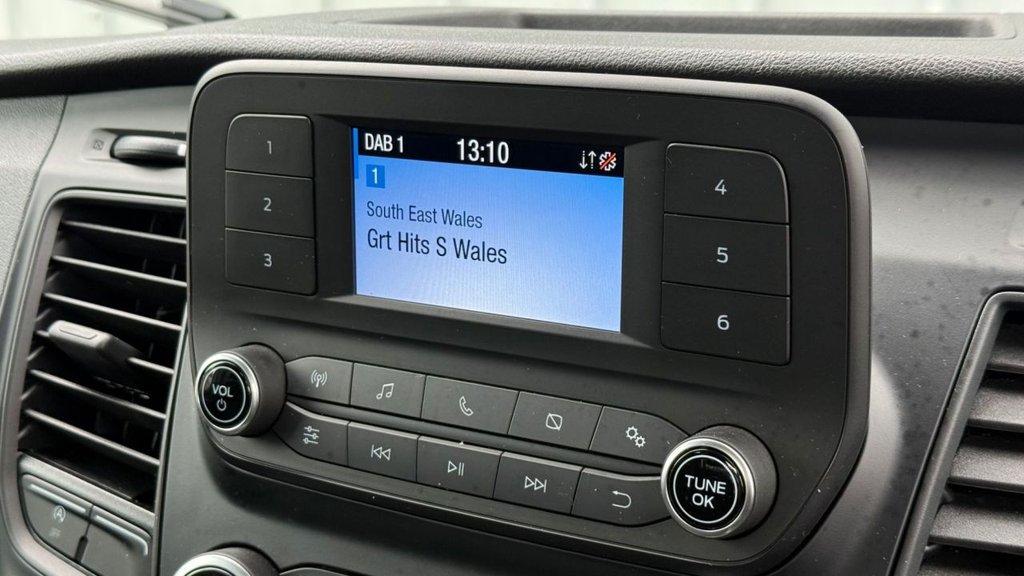 DAB 1 13:10
1
South East Wales
Grt Hits S Wales
1
2
3
4
5
6
VOL
TUNE
OK